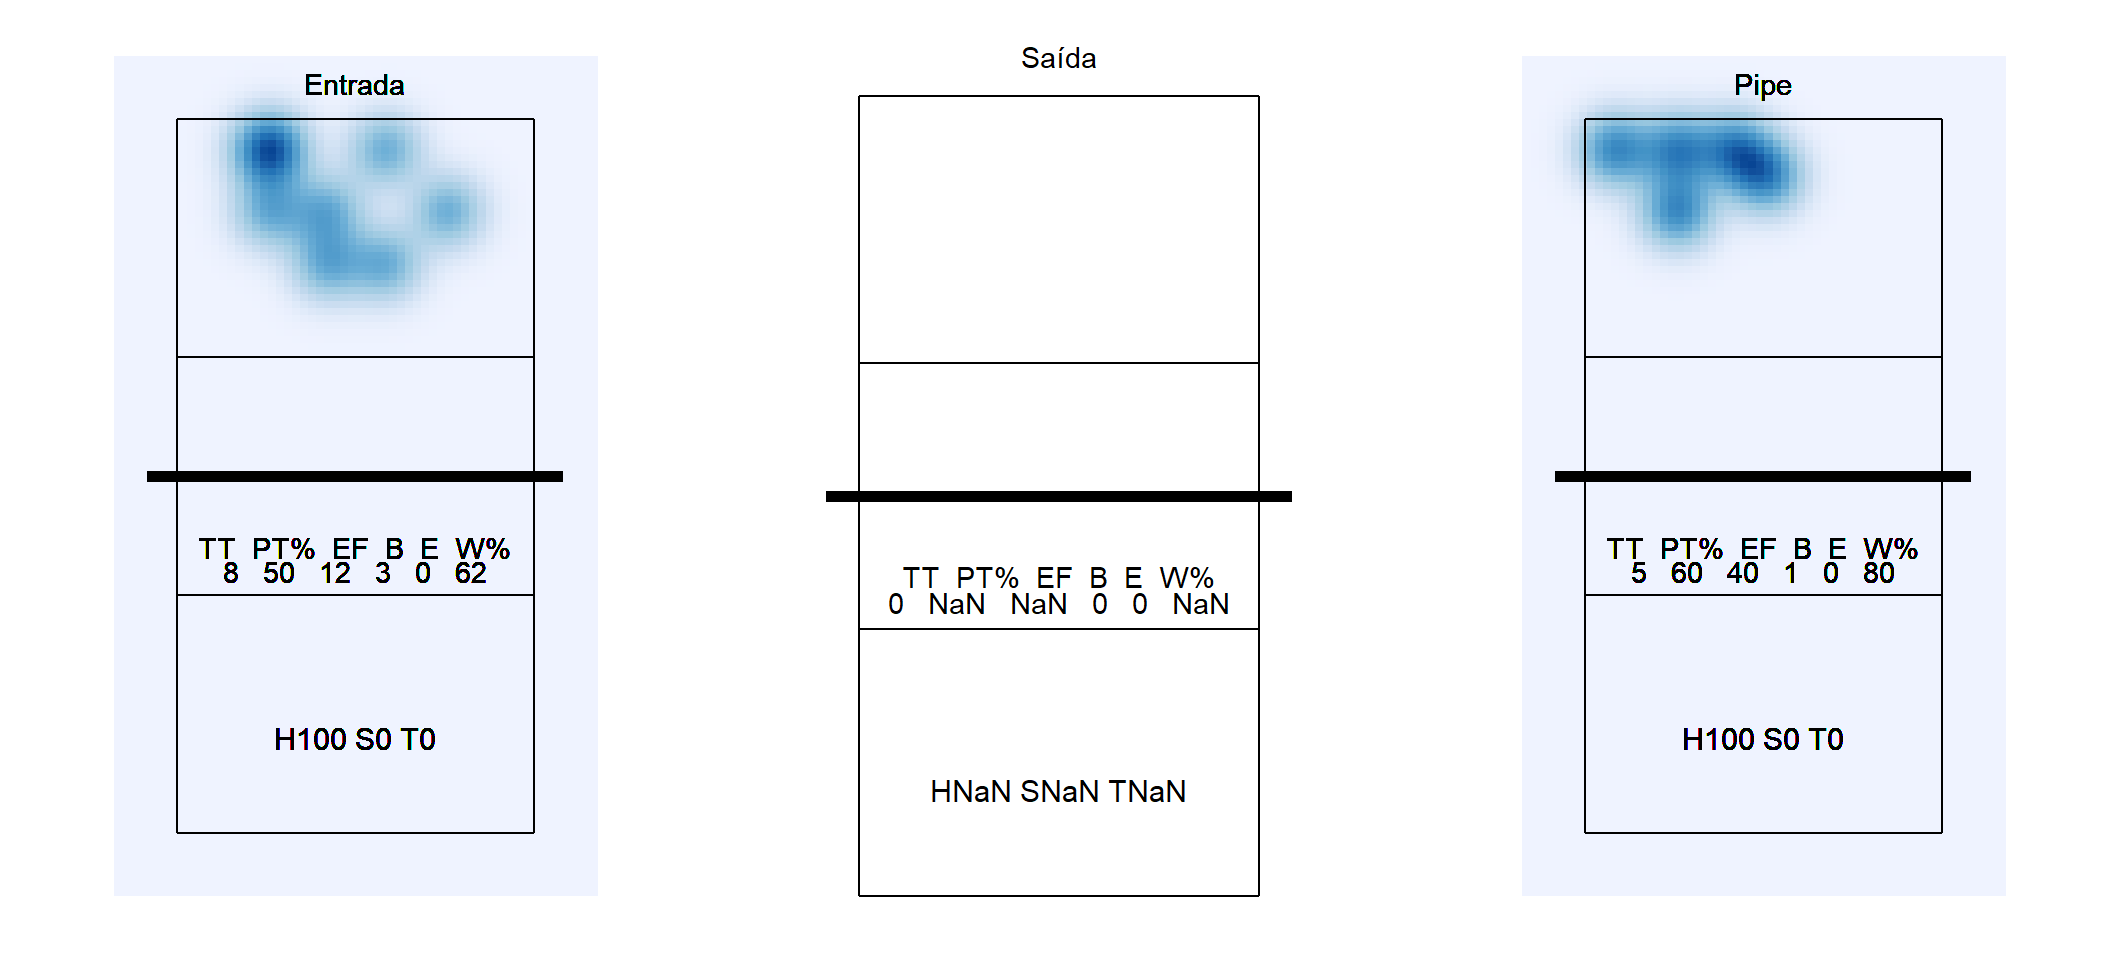 Entrada
TT PT% EF B E W%
8 50 12 3 0 62
H100 S0 T0
Saída
TT PT% EF B E W%
0 NaN NaN 0 0 NaN
HNaN SNaN TNaN
Pipe
TT PT% EF B E W%
5 60 40 1 0 80
H100 S0 T0